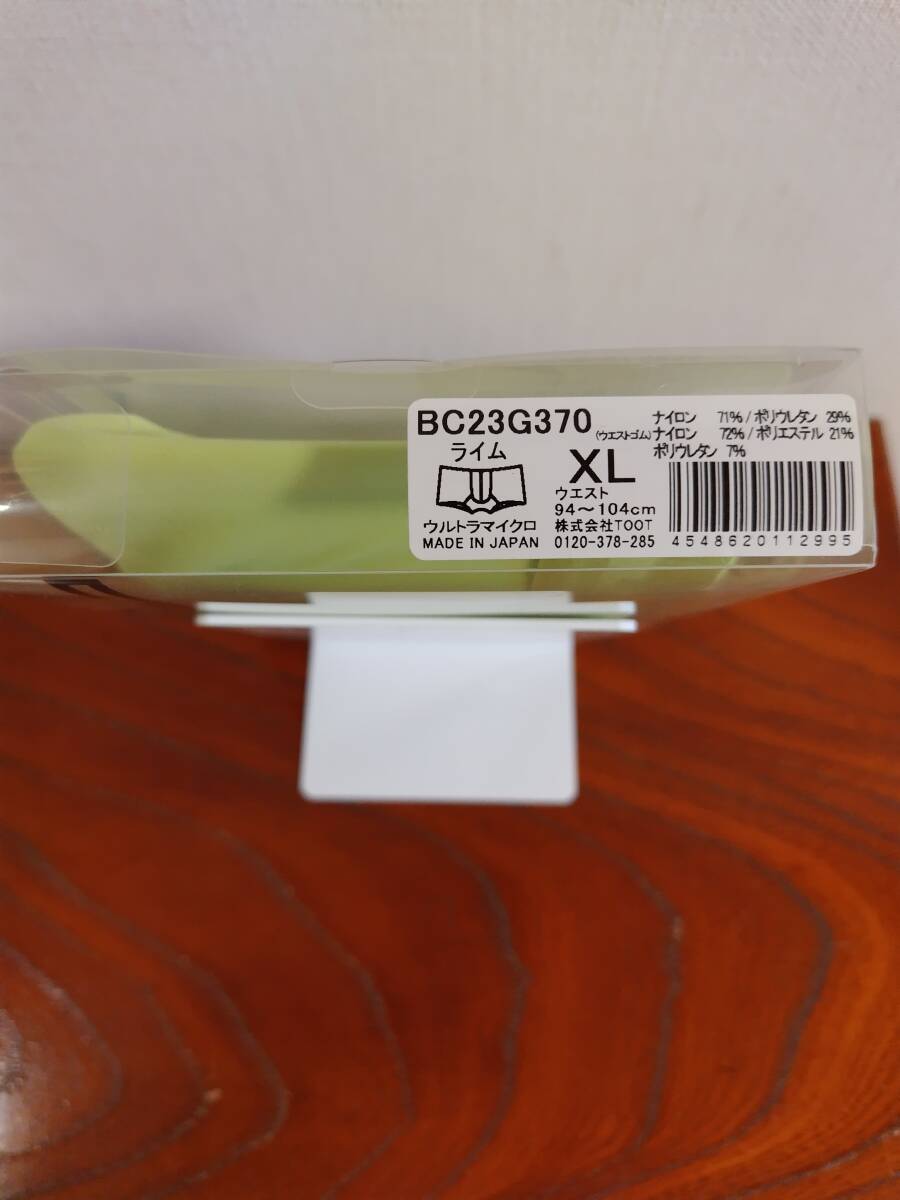 BC23G370
ライム
ウルトラマイクロ
MADE IN JAPAN
XL
ウエスト
94～104cm
株式会社TOOT
0120-378-285
ナイロン 71% / ポリウレタン 29%
(ウエストゴム) ナイロン 72% / ポリエステル 21%
ポリウレタン 7%
4548620112995